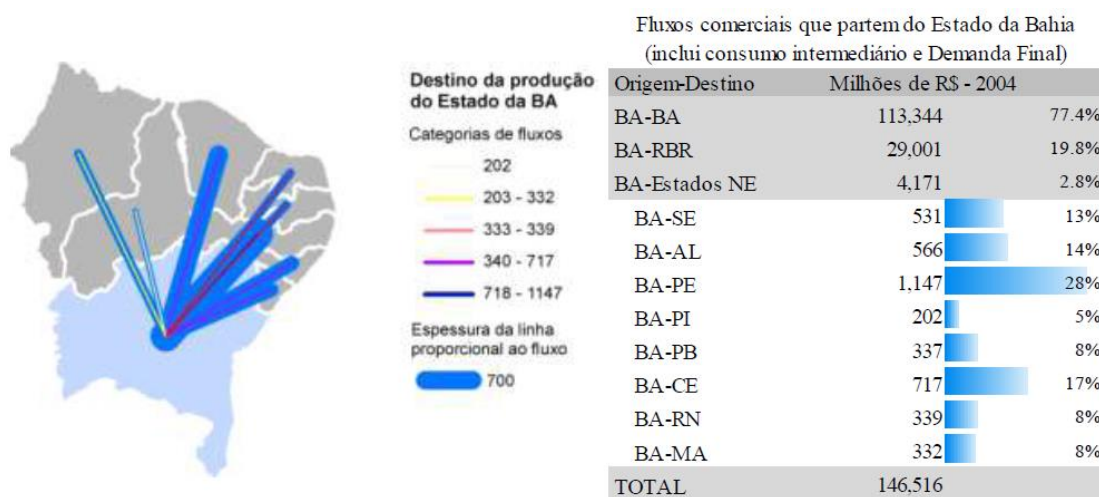 Destino da produção
do Estado da BA
Categorias de fluxos
202
203 - 332
333 - 339
340 - 717
718 - 1147
Espessura da linha
proporcional ao fluxo
700
Fluxos comerciais que partem do Estado da Bahia
(inclui consumo intermediário e Demanda Final)
Origem-Destino Milhões de R$ - 2004
BA-BA 113,344 77.4%
BA-RBR 29,001 19.8%
BA-Estados NE 4,171 2.8%
BA-SE 531 13%
BA-AL 566 14%
BA-PE 1,147 28%
BA-PI 202 5%
BA-PB 337 8%
BA-CE 717 17%
BA-RN 339 8%
BA-MA 332 8%
TOTAL 146,516